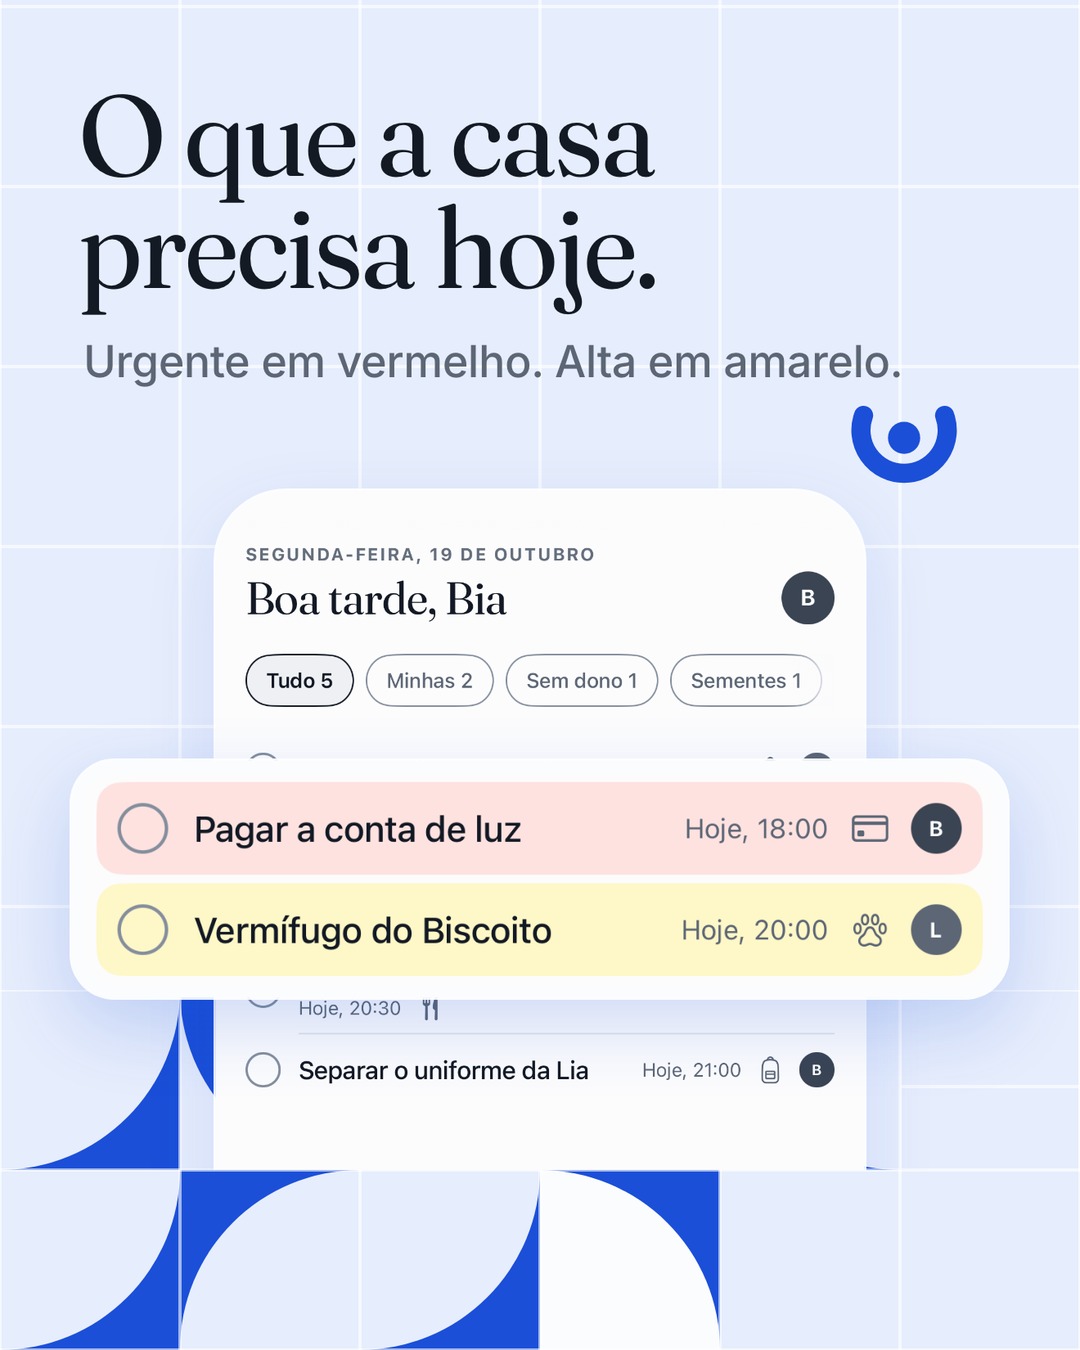 O que a casa
precisa hoje.
Urgente em vermelho. Alta em amarelo.
SEGUNDA-FEIRA, 19 DE OUTUBRO
Boa tarde, Bia
B
Tudo 5
Minhas 2
Sem dono 1
Sementes 1
Pagar a conta de luz Hoje, 18:00 B
Vermífugo do Biscoito Hoje, 20:00 L
Hoje, 20:30
Separar o uniforme da Lia Hoje, 21:00 B